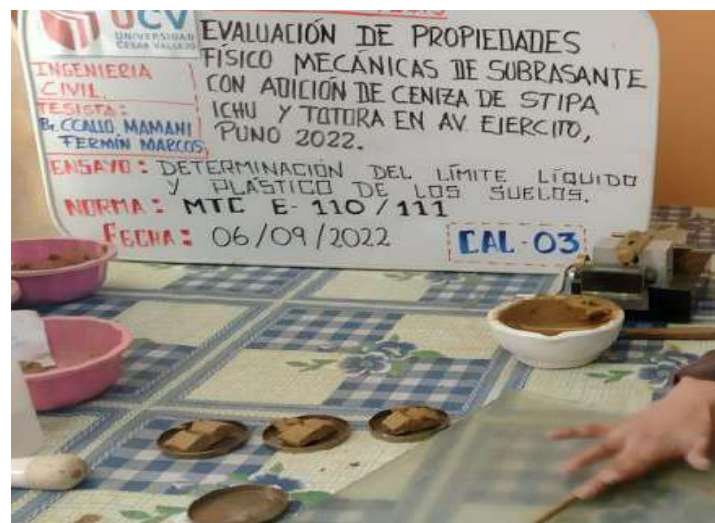 UCV
UNIVERSIDAD
CÉSAR VALLEJO
INGENIERIA
CIVIL.
TESISTA:
Br. CCALLO MAMANI
FERMÍN MARCOS
EVALUACIÓN DE PROPIEDADES
FÍSICO MECÁNICAS DE SUBRASANTE
CON ADICIÓN DE CENIZA DE STIPA
ICHU Y TOTORA EN AV. EJERCITO,
PUNO 2022.
ENSAYO: DETERMINACIÓN DEL LÍMITE LÍQUIDO
Y PLÁSTICO DE LOS SUELOS.
NORMA: MTC E-110/111
FECHA: 06/09/2022
CAL-03